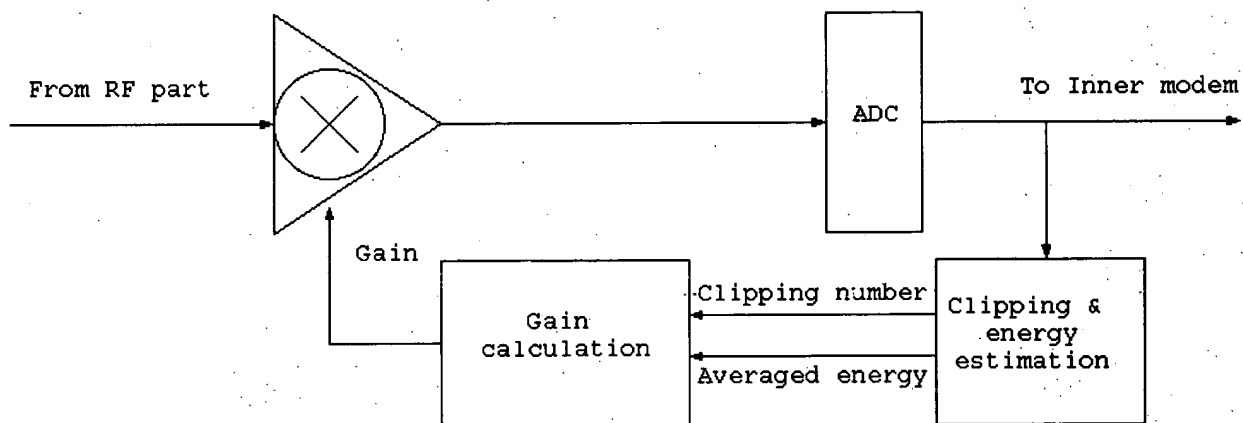 From RF part
To Inner modem
ADC
Gain
Clipping number
Clipping &
energy
estimation
Gain
calculation
Averaged energy